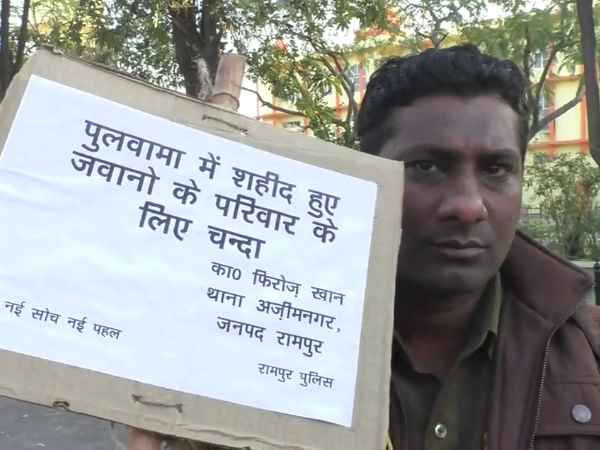 पुलवामा में शहीद हुए
जवानो के परिवार के
लिए चन्दा
का0 फिरोज़ खान
थाना अज़ीमनगर,
जनपद रामपुर
नई सोच नई पहल
रामपुर पुलिस